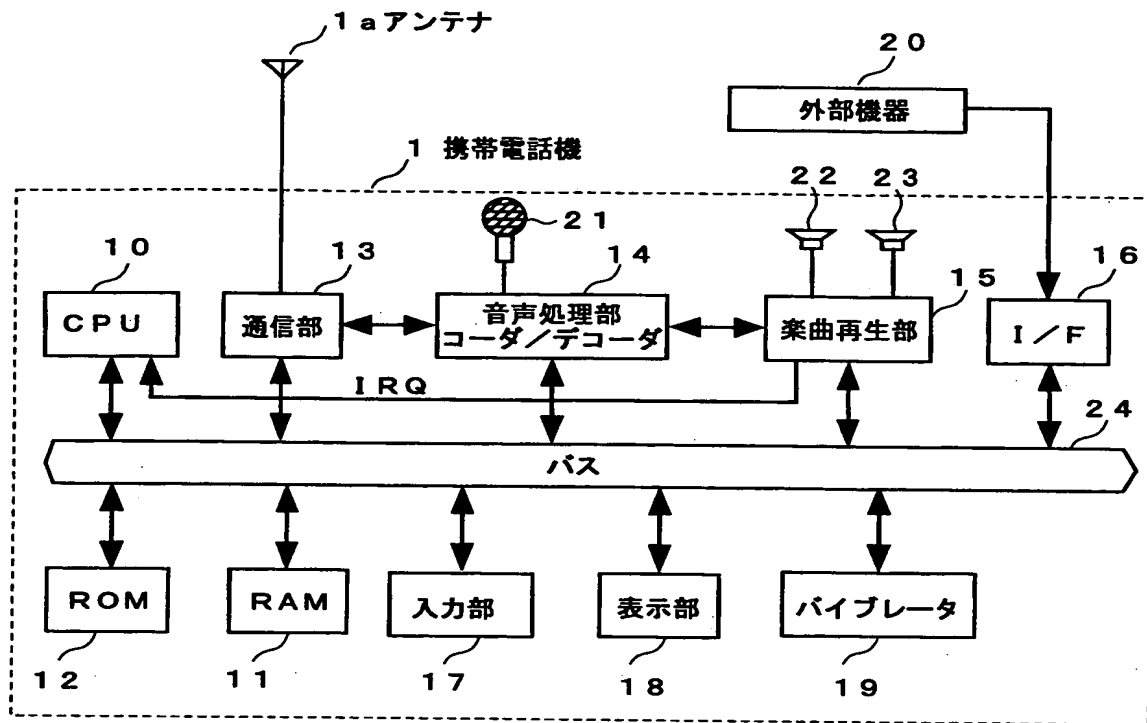 1aアンテナ
20
外部機器
1 携帯電話機
22
23
21
10
13
14
15
16
CPU
通信部
音声処理部
コーダ/デコーダ
楽曲再生部
I/F
IRQ
24
バス
ROM
RAM
入力部
表示部
バイブレータ
12
11
17
18
19